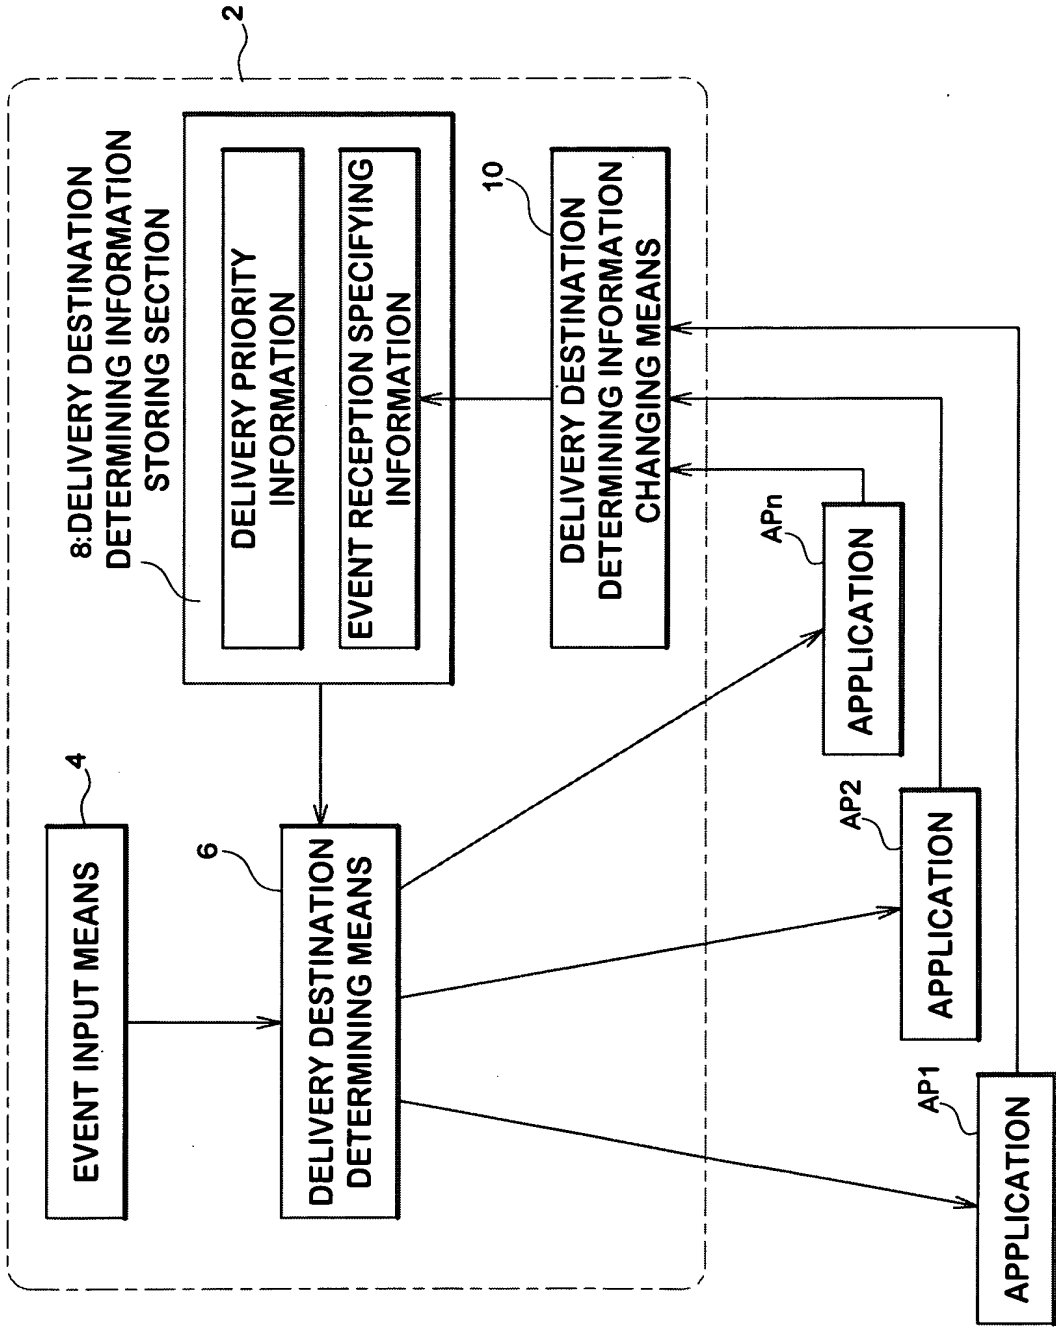 2
4
EVENT INPUT MEANS
8:DELIVERY DESTINATION
DETERMINING INFORMATION
STORING SECTION
DELIVERY PRIORITY
INFORMATION
EVENT RECEPTION SPECIFYING
INFORMATION
6
DELIVERY DESTINATION
DETERMINING MEANS
10
DELIVERY DESTINATION
DETERMINING INFORMATION
CHANGING MEANS
APn
APPLICATION
AP2
APPLICATION
AP1
APPLICATION